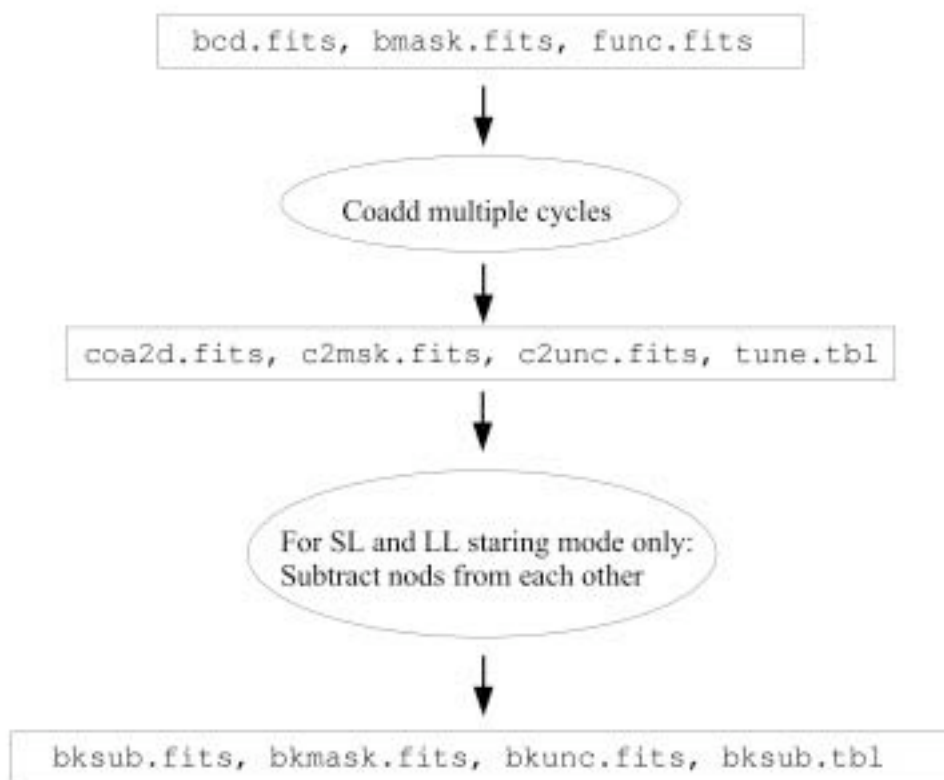 bcd.fits, bmask.fits, func.fits
Coadd multiple cycles
coa2d.fits, c2msk.fits, c2unc.fits, tune.tbl
For SL and LL staring mode only:
Subtract nods from each other
bksub.fits, bkmask.fits, bkunc.fits, bksub.tbl